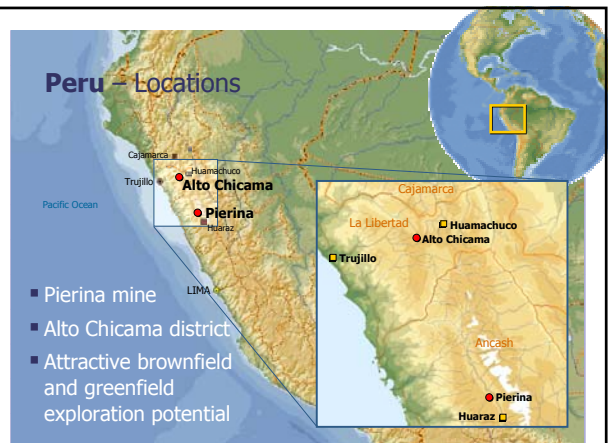 Peru – Locations
Cajamarca
Huamachuco
Trujillo
Alto Chicama
Pierina
Huaraz
Pacific Ocean
LIMA
▪ Pierina mine
▪ Alto Chicama district
▪ Attractive brownfield
and greenfield
exploration potential
Cajamarca
La Libertad
Huamachuco
Alto Chicama
Trujillo
Ancash
Pierina
Huaraz